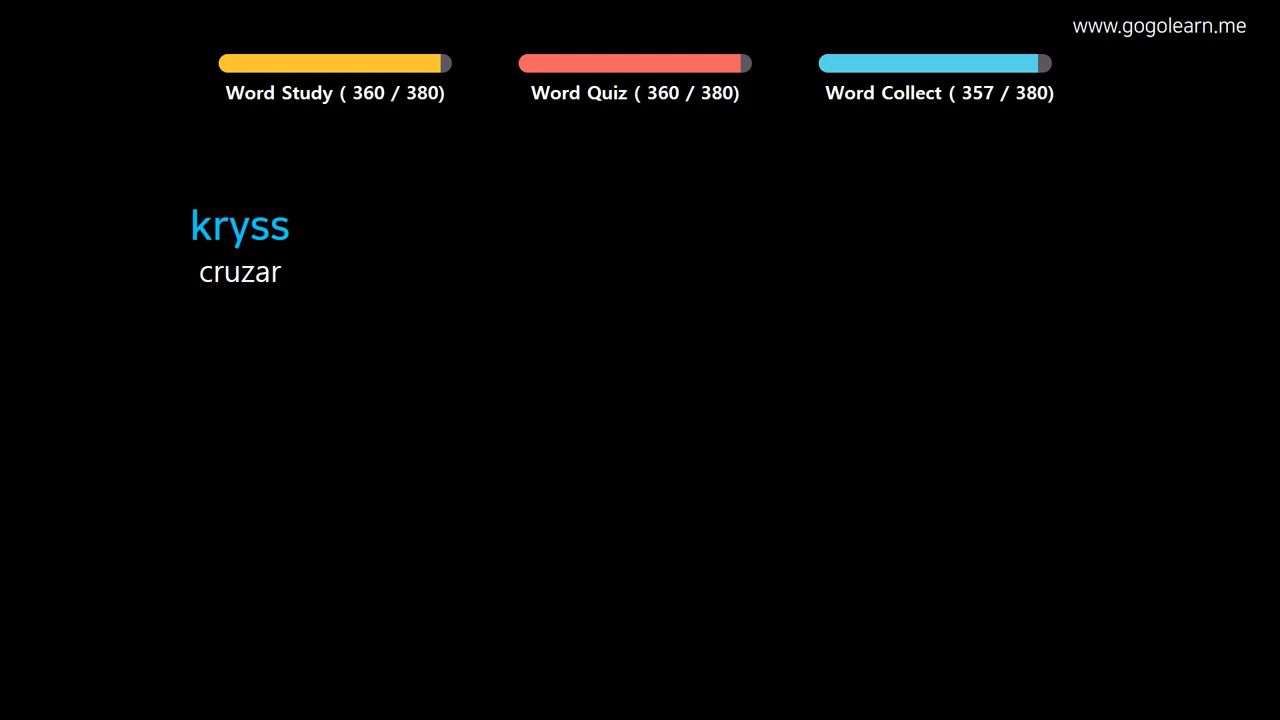 www.gogolearn.me
Word Study ( 360 / 380)
Word Quiz ( 360 / 380)
Word Collect ( 357 / 380)
kryss
cruzar